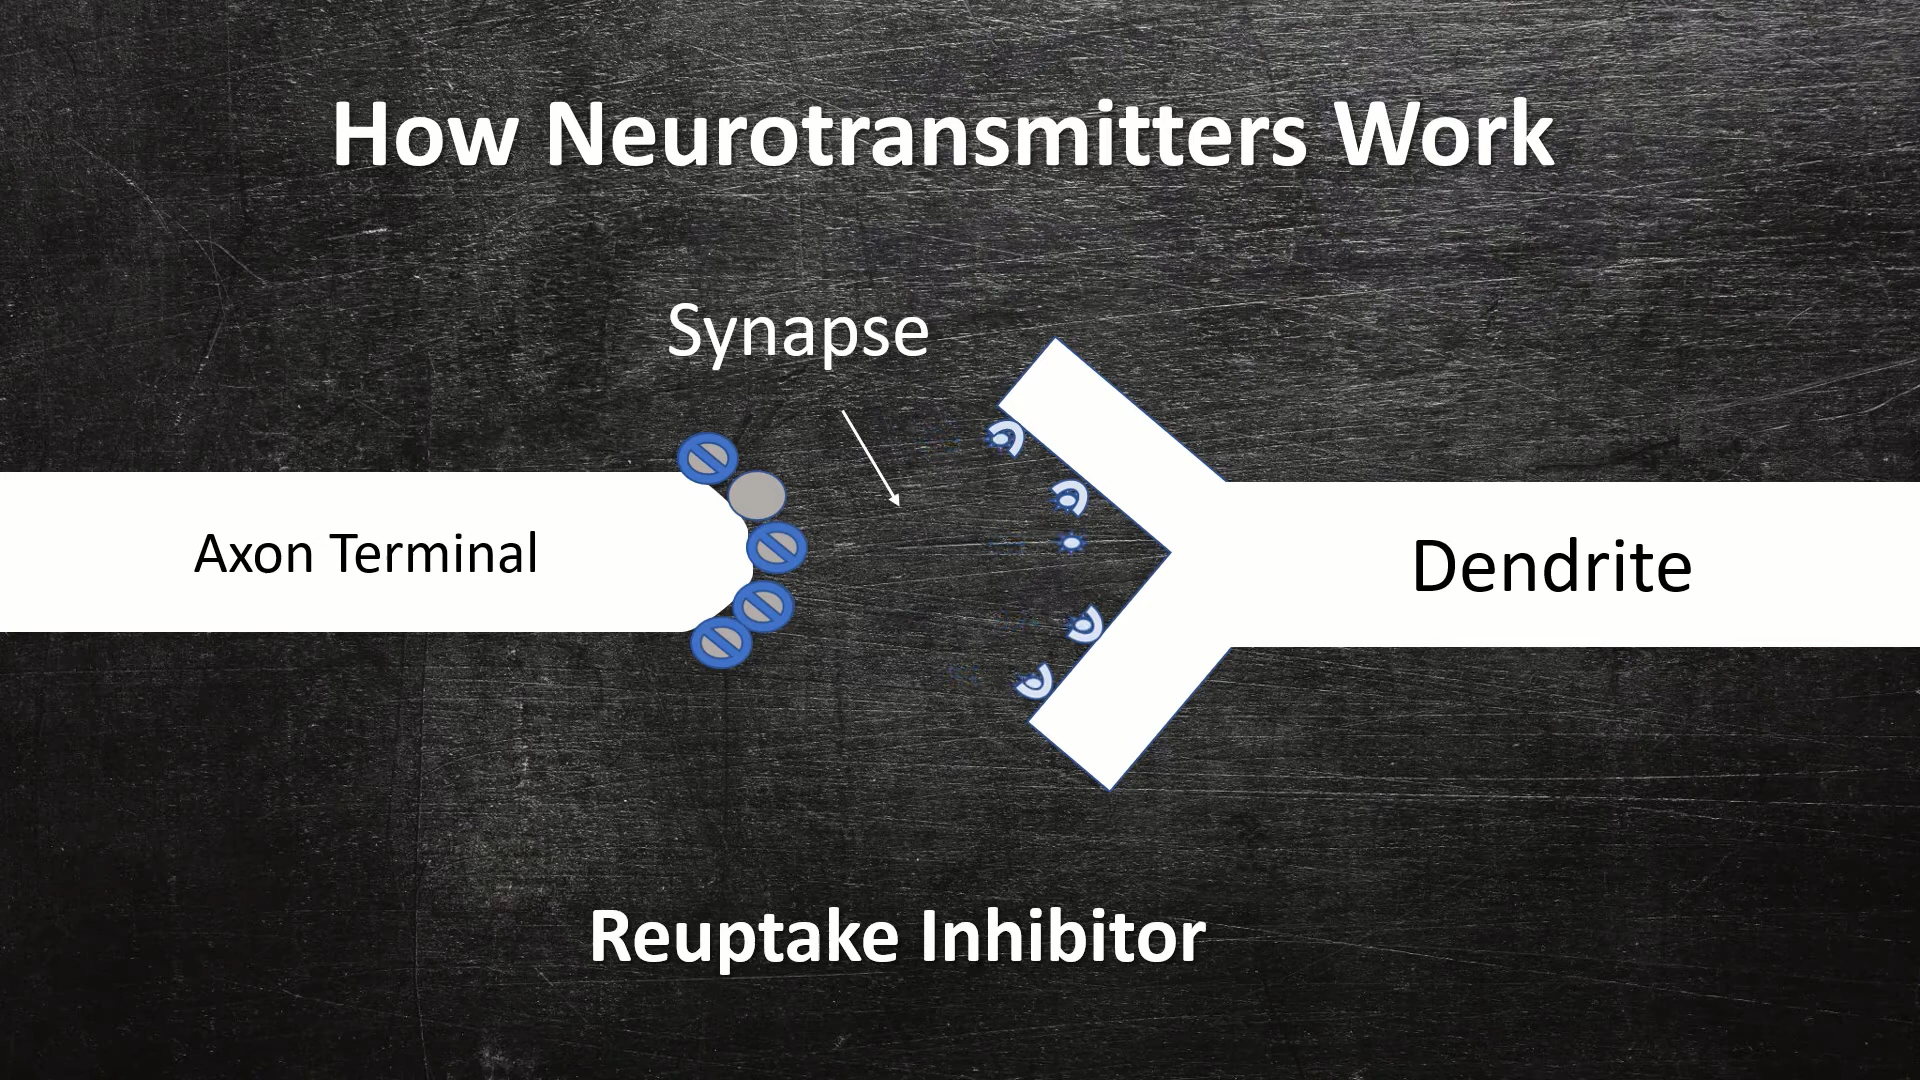 How Neurotransmitters Work
Synapse
Axon Terminal
Dendrite
Reuptake Inhibitor